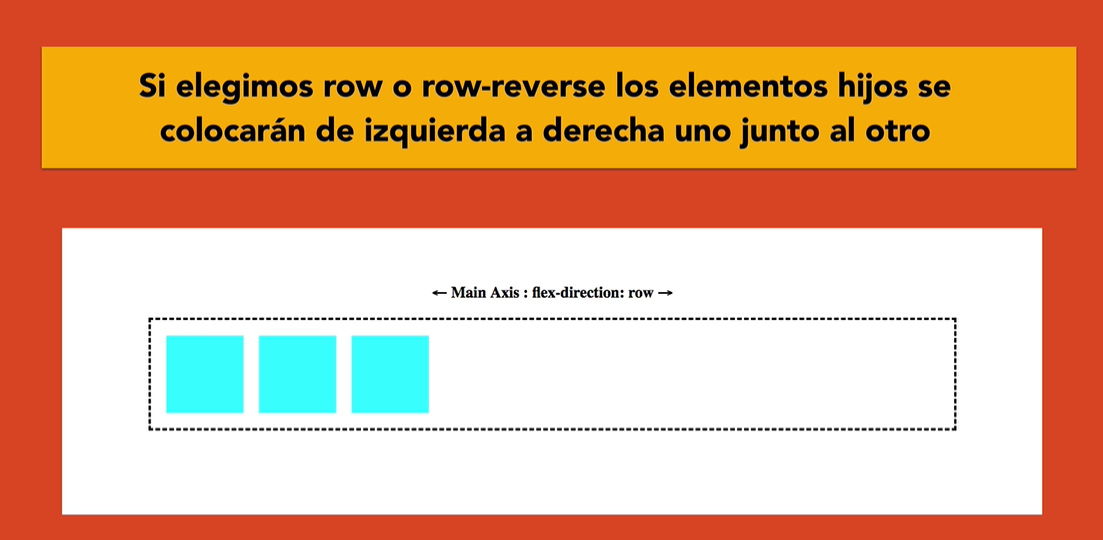 Si elegimos row o row-reverse los elementos hijos se
colocarán de izquierda a derecha uno junto al otro
← Main Axis : flex-direction: row →